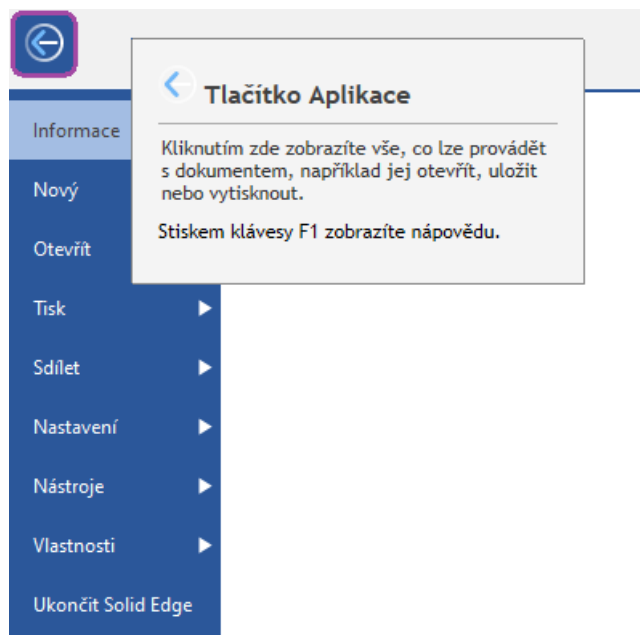 Tlačítko Aplikace
Kliknutím zde zobrazíte vše, co lze provádět
s dokumentem, například jej otevřít, uložit
nebo vytisknout.
Stiskem klávesy F1 zobrazíte nápovědu.
Informace
Nový
Otevřít
Tisk
Sdílet
Nastavení
Nástroje
Vlastnosti
Ukončit Solid Edge